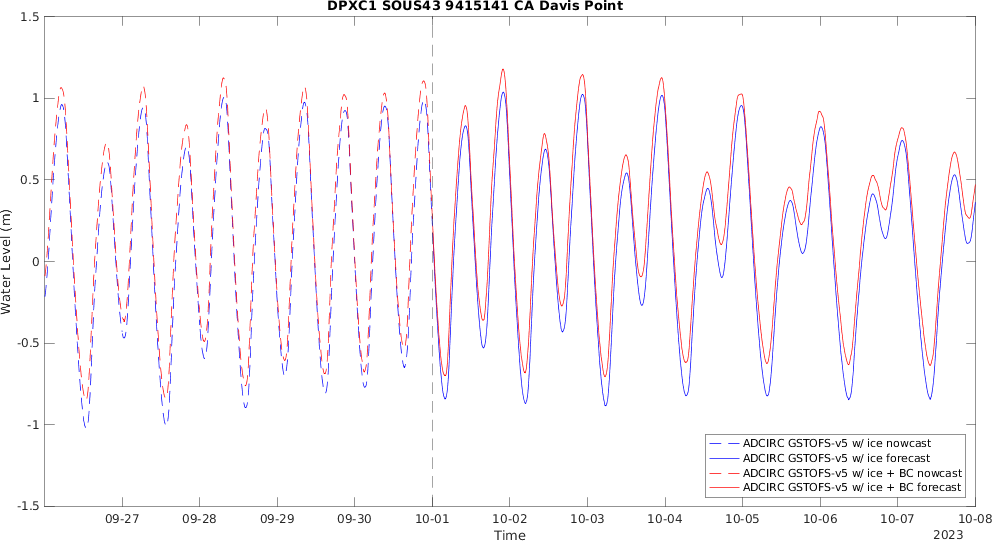 DPXC1 SOUS43 9415141 CA Davis Point
1.5
1
0.5
0
-0.5
-1
-1.5
Water Level (m)
ADCIRC GSTOFS-v5 w/ ice nowcast
ADCIRC GSTOFS-v5 w/ ice forecast
ADCIRC GSTOFS-v5 w/ ice + BC nowcast
ADCIRC GSTOFS-v5 w/ ice + BC forecast
09-27 09-28 09-29 09-30 10-01 10-02 10-03 10-04 10-05 10-06 10-07 10-08
Time
2023